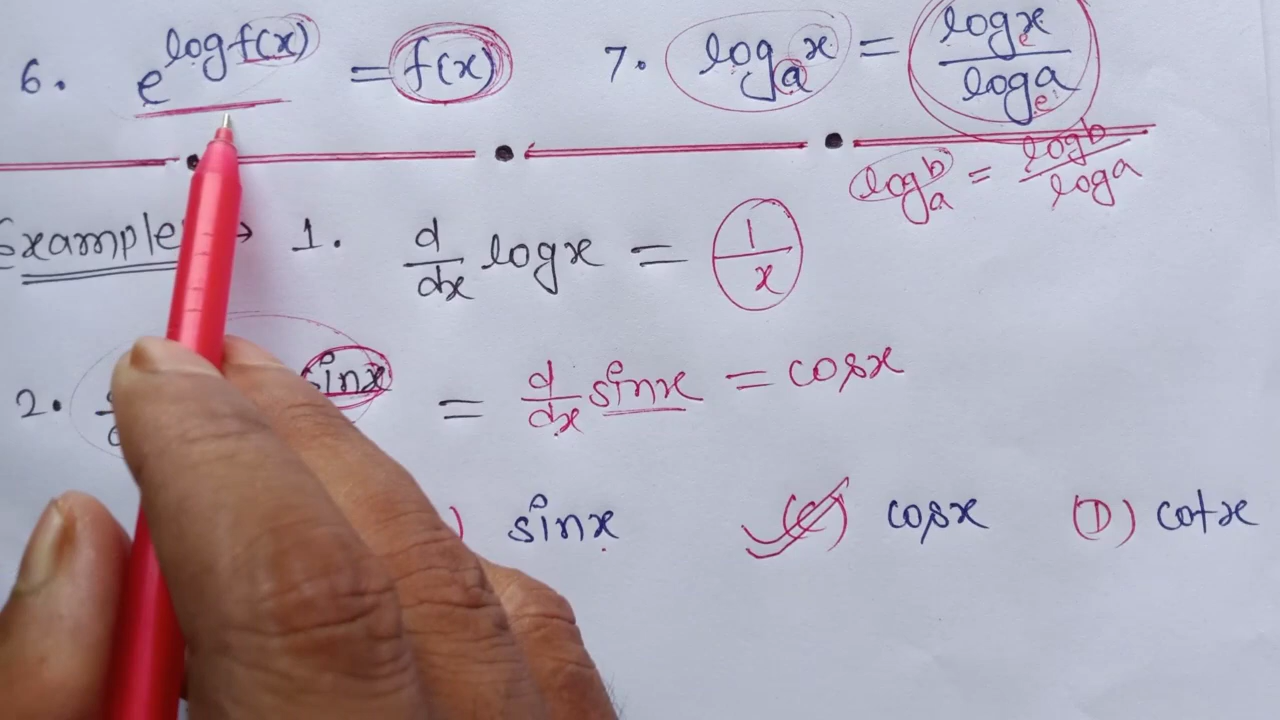 6. e^log f(x) = f(x)
7. log_a x = log_e x / log_e a
log_a b = log b / log a
Example → 1. d/dx log x = 1/x
2. sinx = d/dx sinx = cosx
) sinx (C) cosx (D) cotx